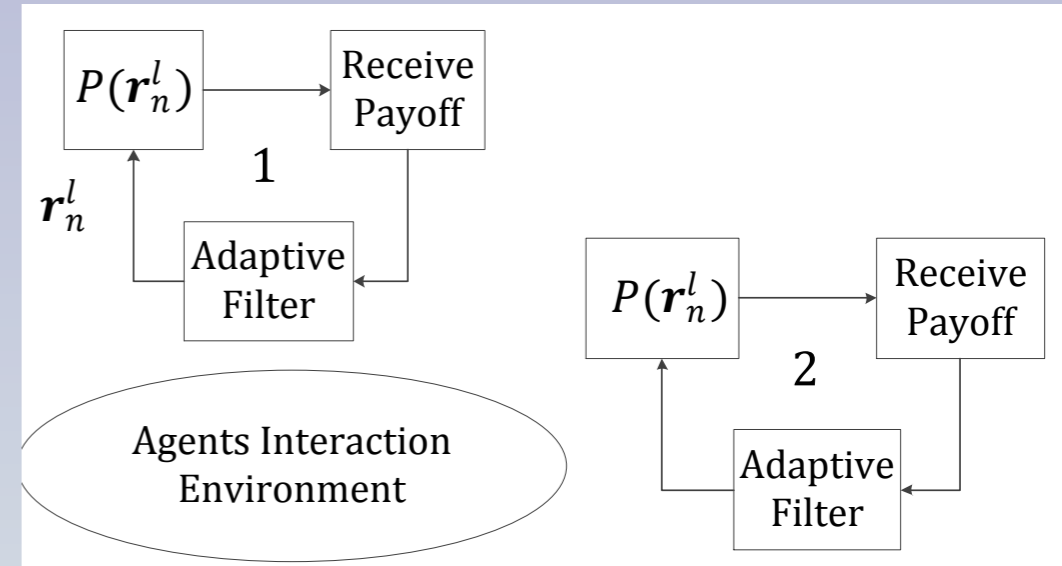 P(r_n^l)
Receive
Payoff
1
r_n^l
Adaptive
Filter
P(r_n^l)
Receive
Payoff
2
Adaptive
Filter
Agents Interaction
Environment